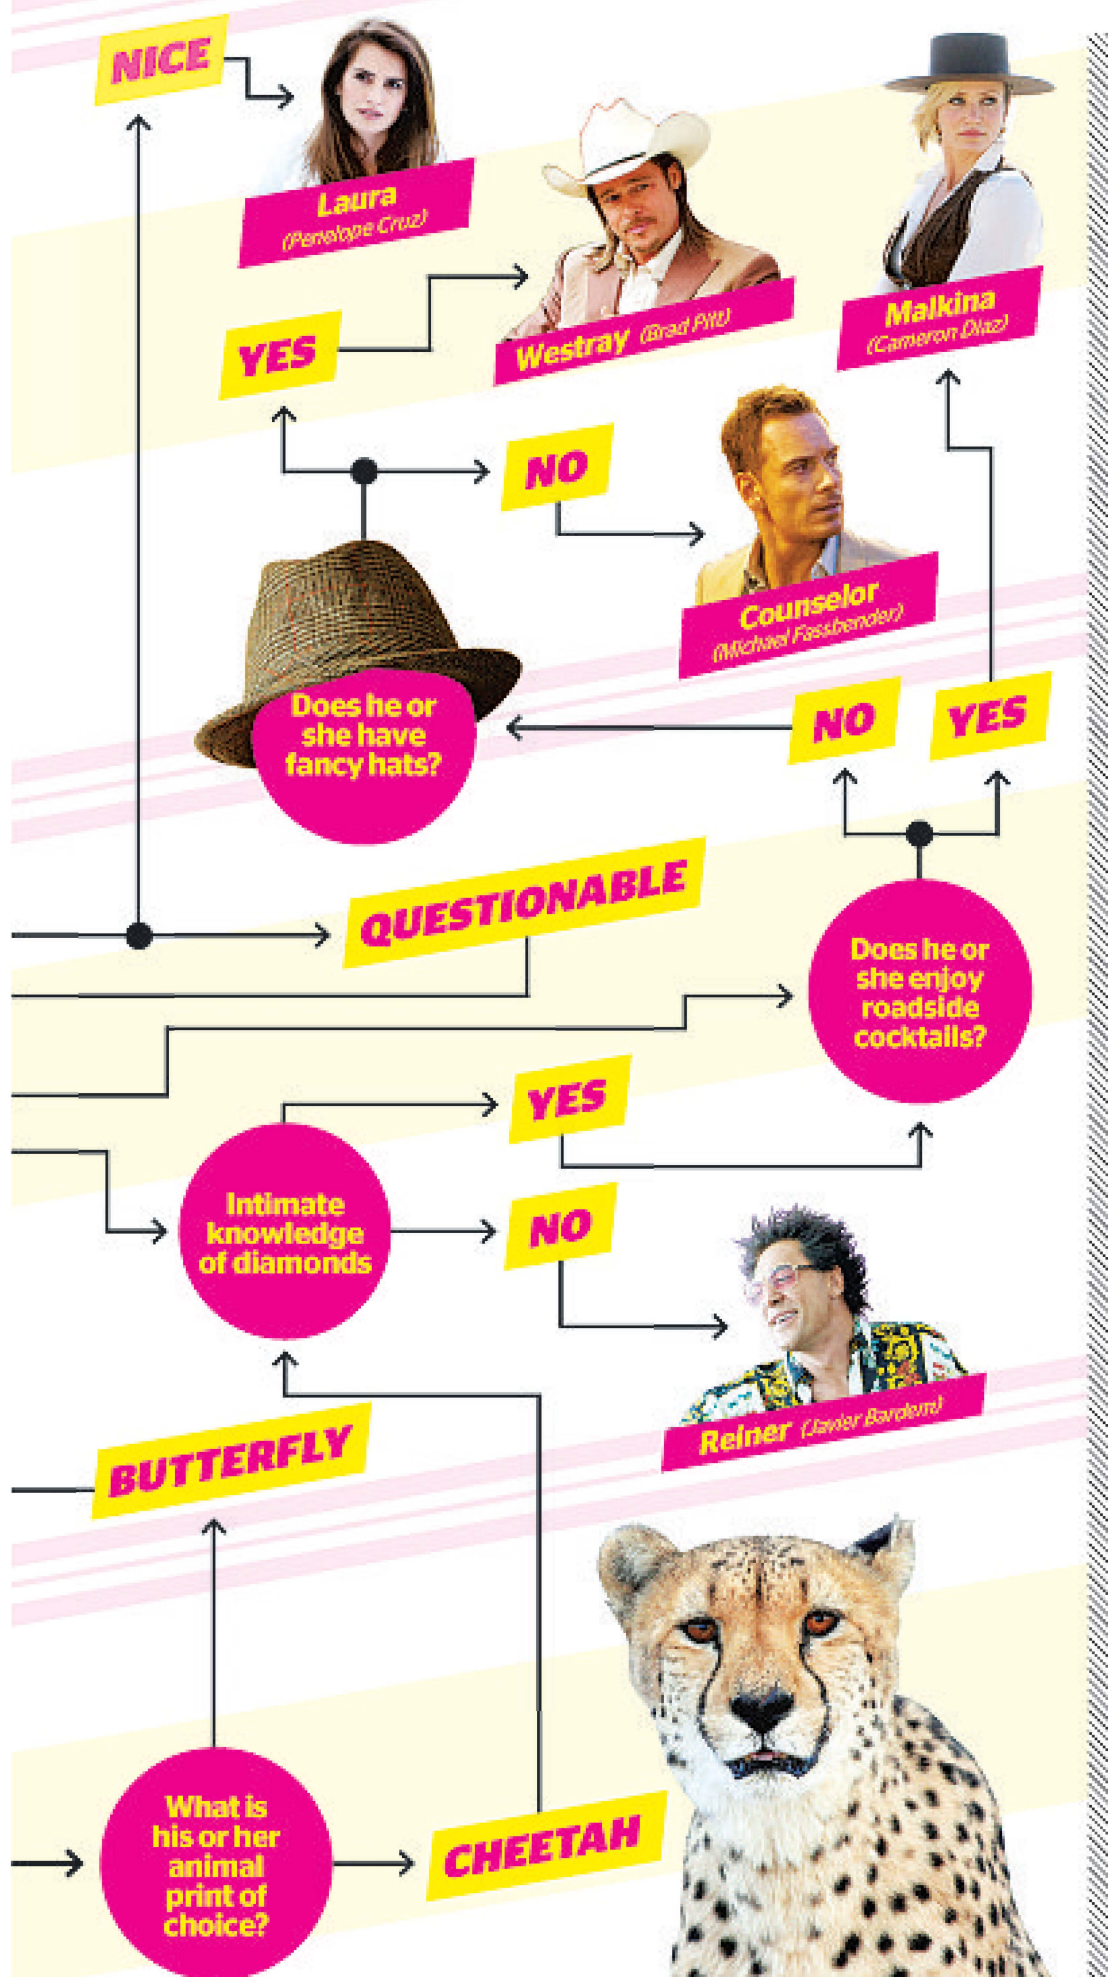 NICE
Laura
(Penelope Cruz)
Westray (Brad Pitt)
Malkina
(Cameron Diaz)
YES
NO
Counselor
(Michael Fassbender)
Does he or
she have
fancy hats?
NO
YES
QUESTIONABLE
Does he or
she enjoy
roadside
cocktails?
YES
Intimate
knowledge
of diamonds
NO
Reiner (Javier Bardem)
BUTTERFLY
What is
his or her
animal
print of
choice?
CHEETAH